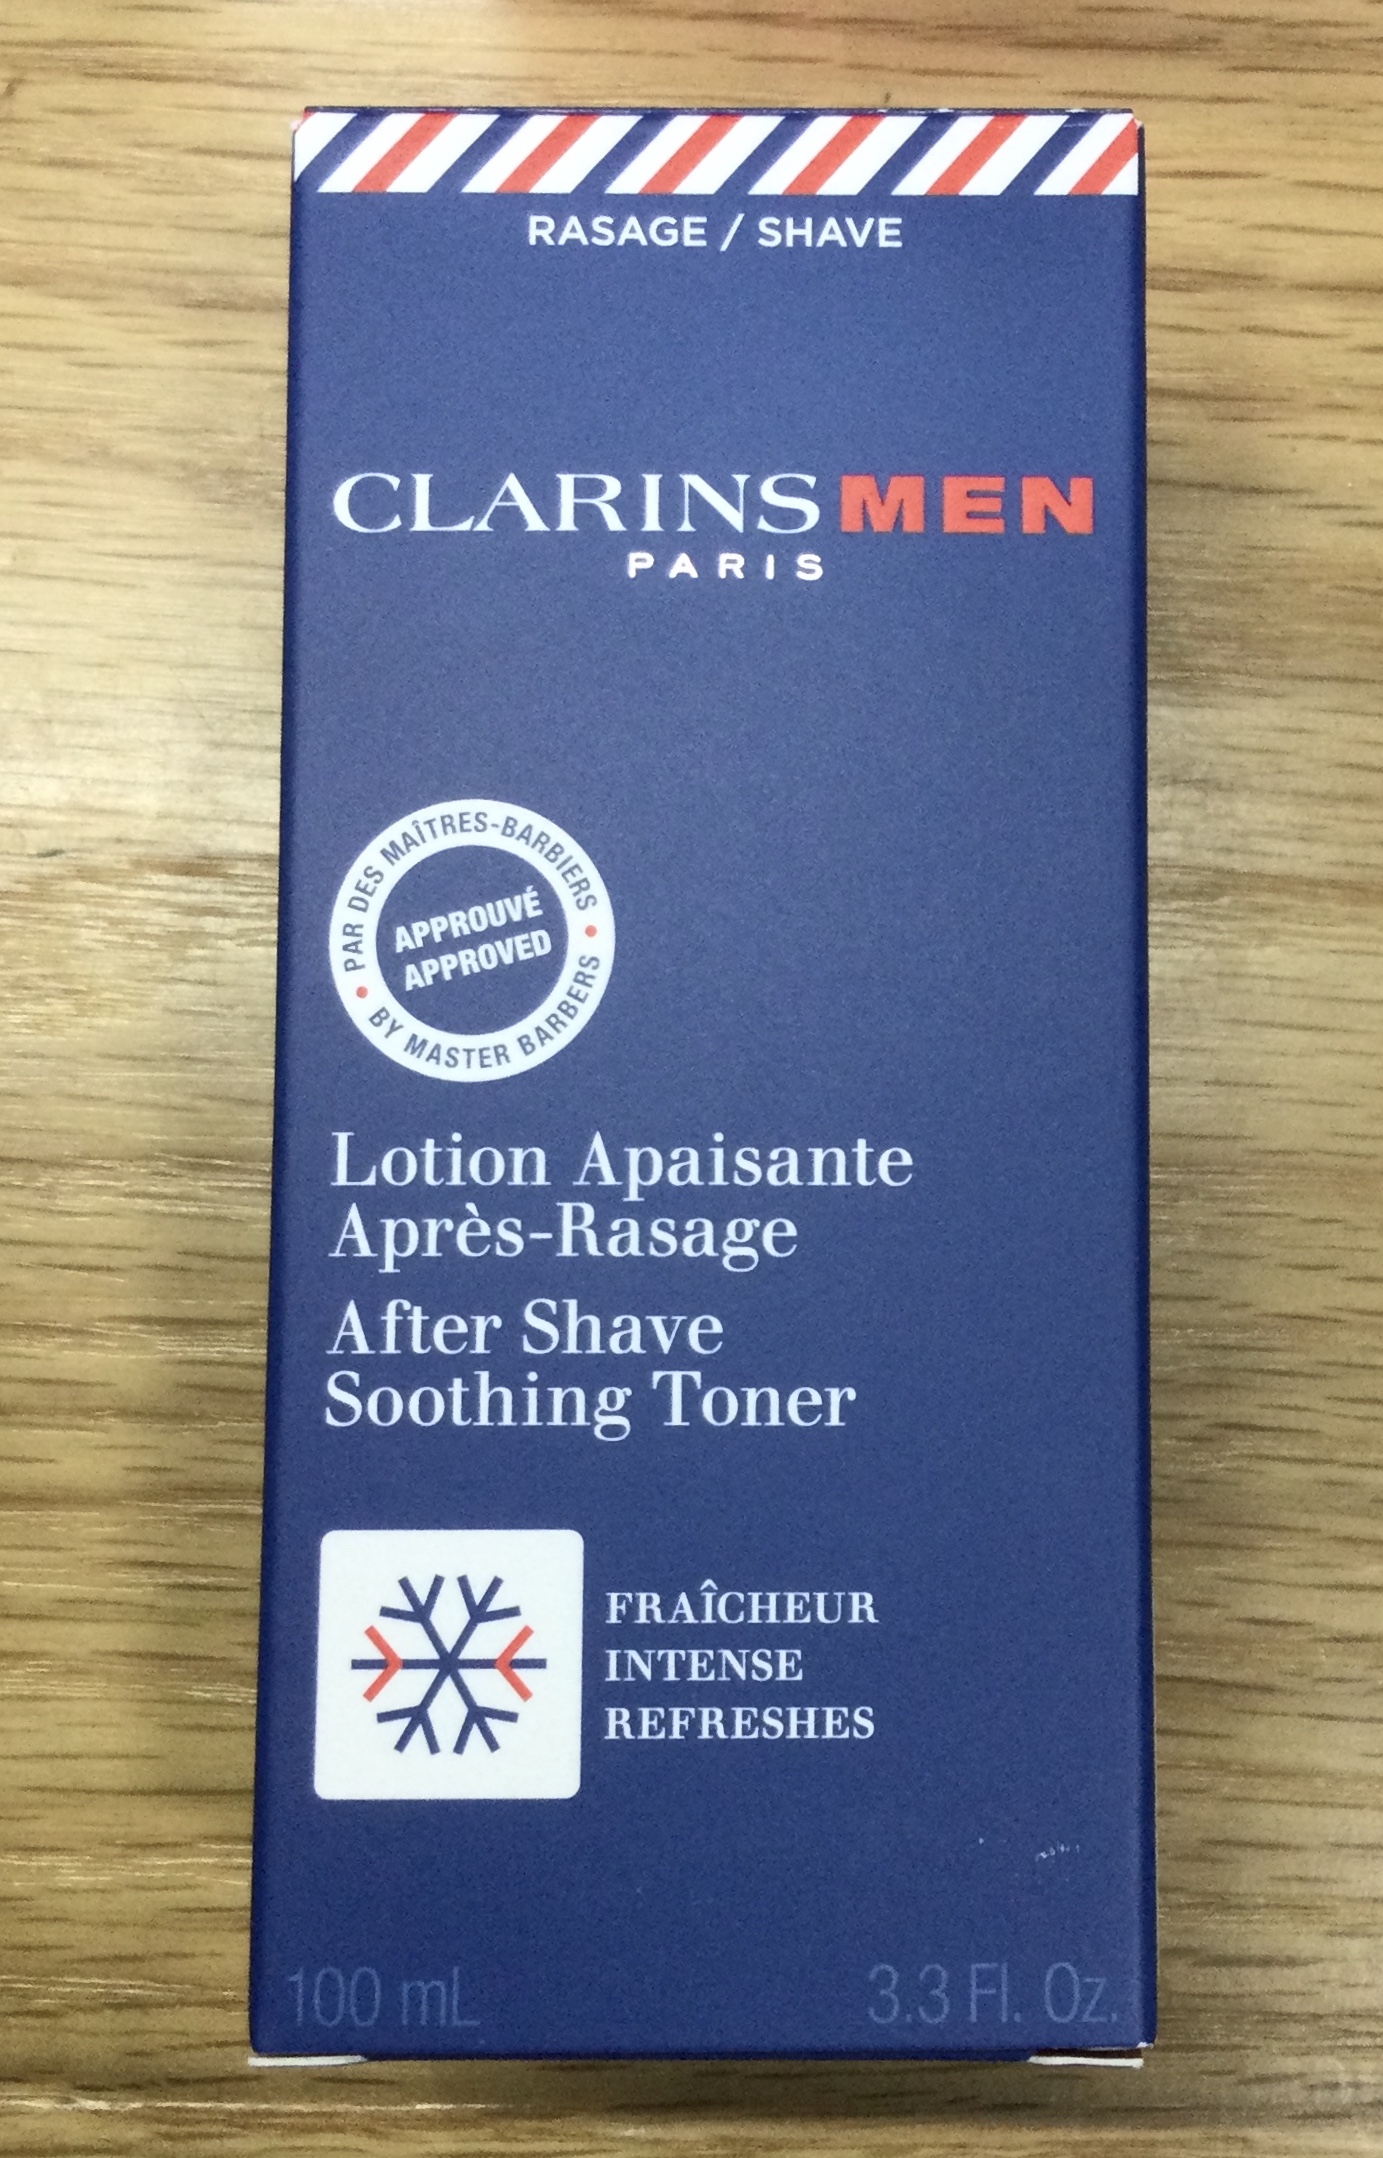 RASAGE / SHAVE
CLARINSMEN
PARIS
PAR DES MAÎTRES-BARBIERS
APPROUVÉ
APPROVED
BY MASTER BARBERS
Lotion Apaisante
Après-Rasage
After Shave
Soothing Toner
FRAÎCHEUR
INTENSE
REFRESHES
100 mL
3.3 Fl. Oz.